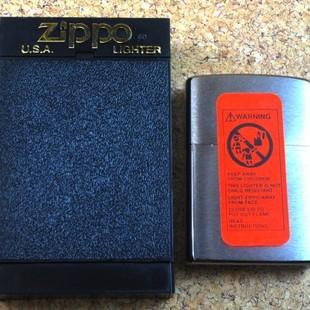 Zippo
U.S.A. LIGHTER
WARNING
KEEP AWAY
FROM CHILDREN
THIS LIGHTER IS NOT
CHILD RESISTANT
LIGHT ZIPPO AWAY
FROM FACE
CLOSE LID TO
PUT OUT FLAME
READ
INSTRUCTIONS